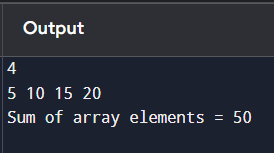 Output
4
5 10 15 20
Sum of array elements = 50